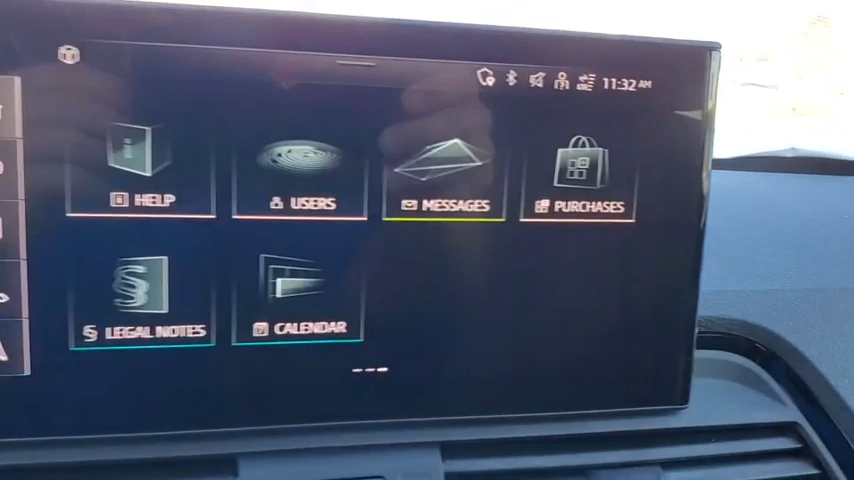 11:32 AM
HELP
USERS
MESSAGES
PURCHASES
§ LEGAL NOTES
CALENDAR